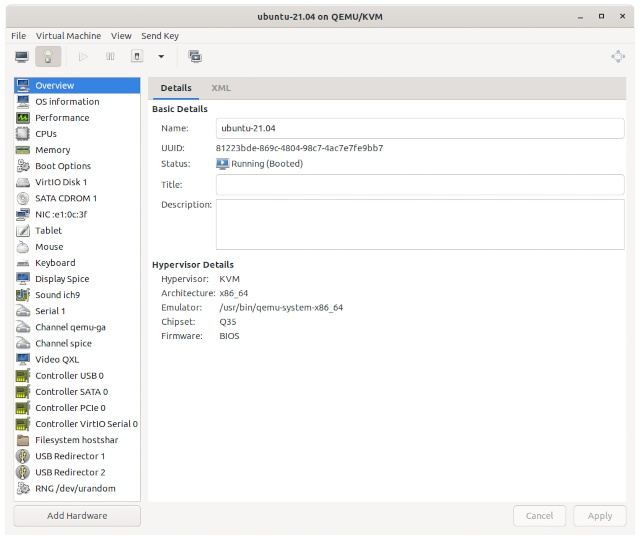 ubuntu-21.04 on QEMU/KVM
File Virtual Machine View Send Key
Overview
OS information
Performance
CPUs
Memory
Boot Options
VirtIO Disk 1
SATA CDROM 1
NIC :e1:0c:3f
Tablet
Mouse
Keyboard
Display Spice
Sound ich9
Serial 1
Channel qemu-ga
Channel spice
Video QXL
Controller USB 0
Controller SATA 0
Controller PCIe 0
Controller VirtIO Serial 0
Filesystem hostshar
USB Redirector 1
USB Redirector 2
RNG /dev/urandom
Add Hardware
Details XML
Basic Details
Name: ubuntu-21.04
UUID: 81223bde-869c-4804-98c7-4ac7e7fe9bb7
Status: Running (Booted)
Title:
Description:
Hypervisor Details
Hypervisor: KVM
Architecture: x86_64
Emulator: /usr/bin/qemu-system-x86_64
Chipset: Q35
Firmware: BIOS
Cancel Apply